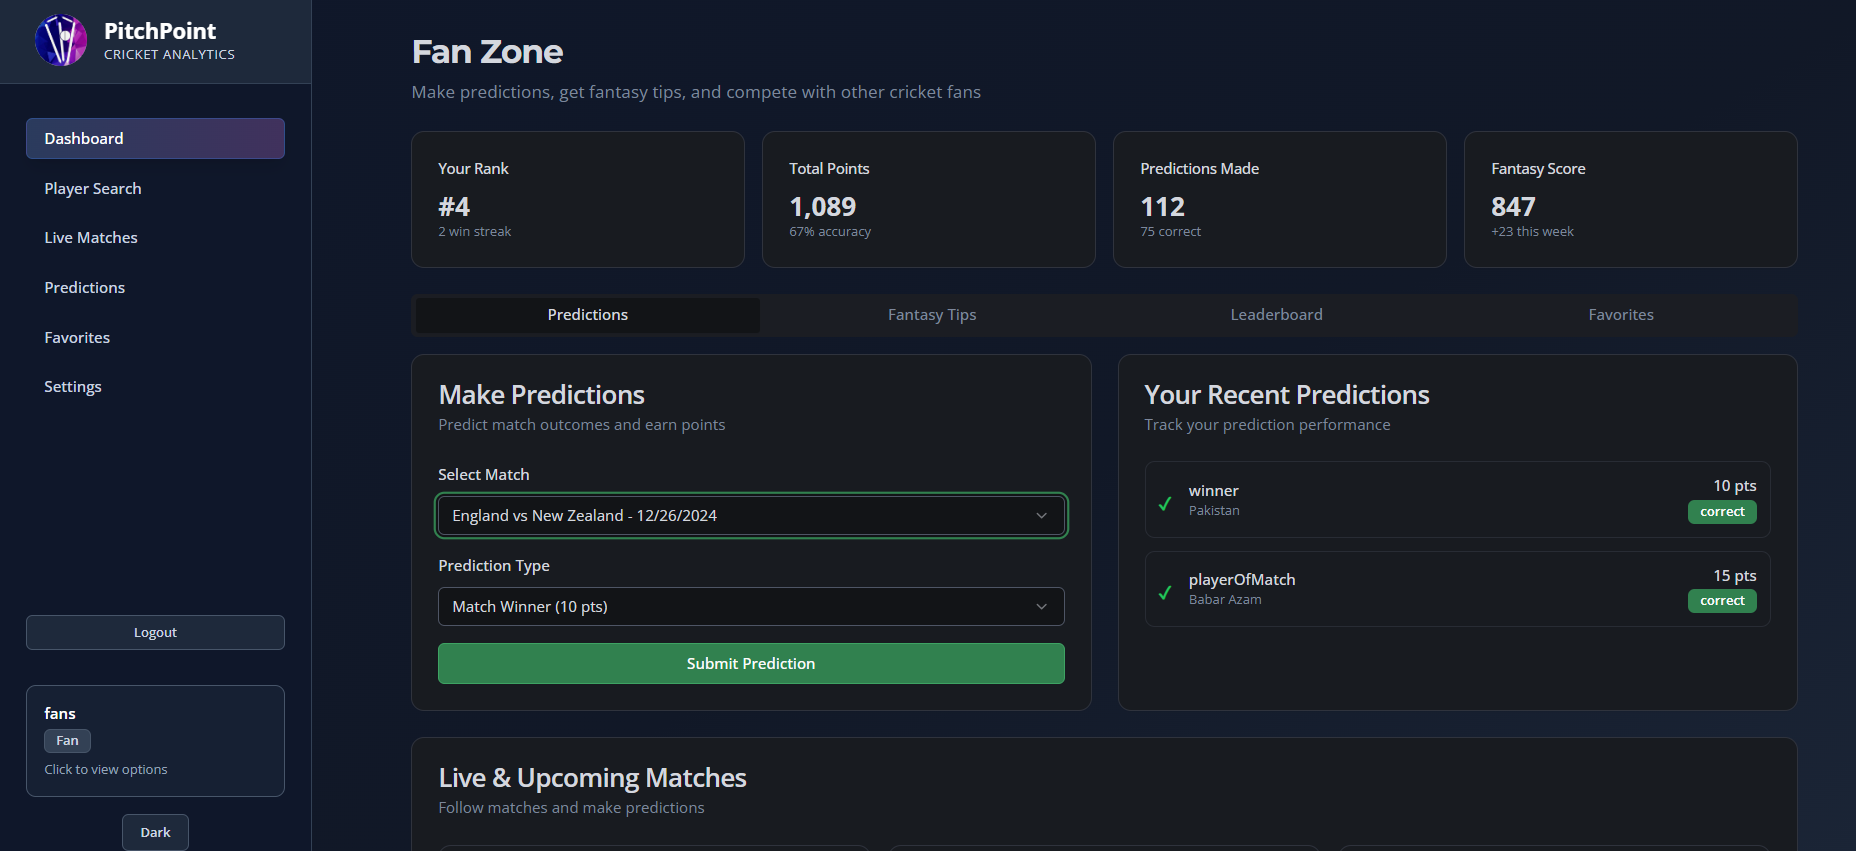 PitchPoint
CRICKET ANALYTICS
Dashboard
Player Search
Live Matches
Predictions
Favorites
Settings
Logout
fans
Fan
Click to view options
Dark
Fan Zone
Make predictions, get fantasy tips, and compete with other cricket fans
Your Rank
#4
2 win streak
Total Points
1,089
67% accuracy
Predictions Made
112
75 correct
Fantasy Score
847
+23 this week
Predictions
Fantasy Tips
Leaderboard
Favorites
Make Predictions
Predict match outcomes and earn points
Select Match
England vs New Zealand - 12/26/2024
Prediction Type
Match Winner (10 pts)
Submit Prediction
Your Recent Predictions
Track your prediction performance
winner
Pakistan
10 pts
correct
playerOfMatch
Babar Azam
15 pts
correct
Live & Upcoming Matches
Follow matches and make predictions